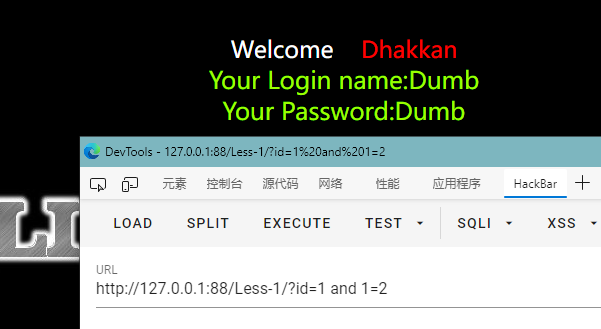 Welcome Dhakkan
Your Login name:Dumb
Your Password:Dumb
DevTools - 127.0.0.1:88/Less-1/?id=1%20and%201=2
元素 控制台 源代码 网络 性能 应用程序 HackBar
LOAD SPLIT EXECUTE TEST SQLI XSS
URL
http://127.0.0.1:88/Less-1/?id=1 and 1=2